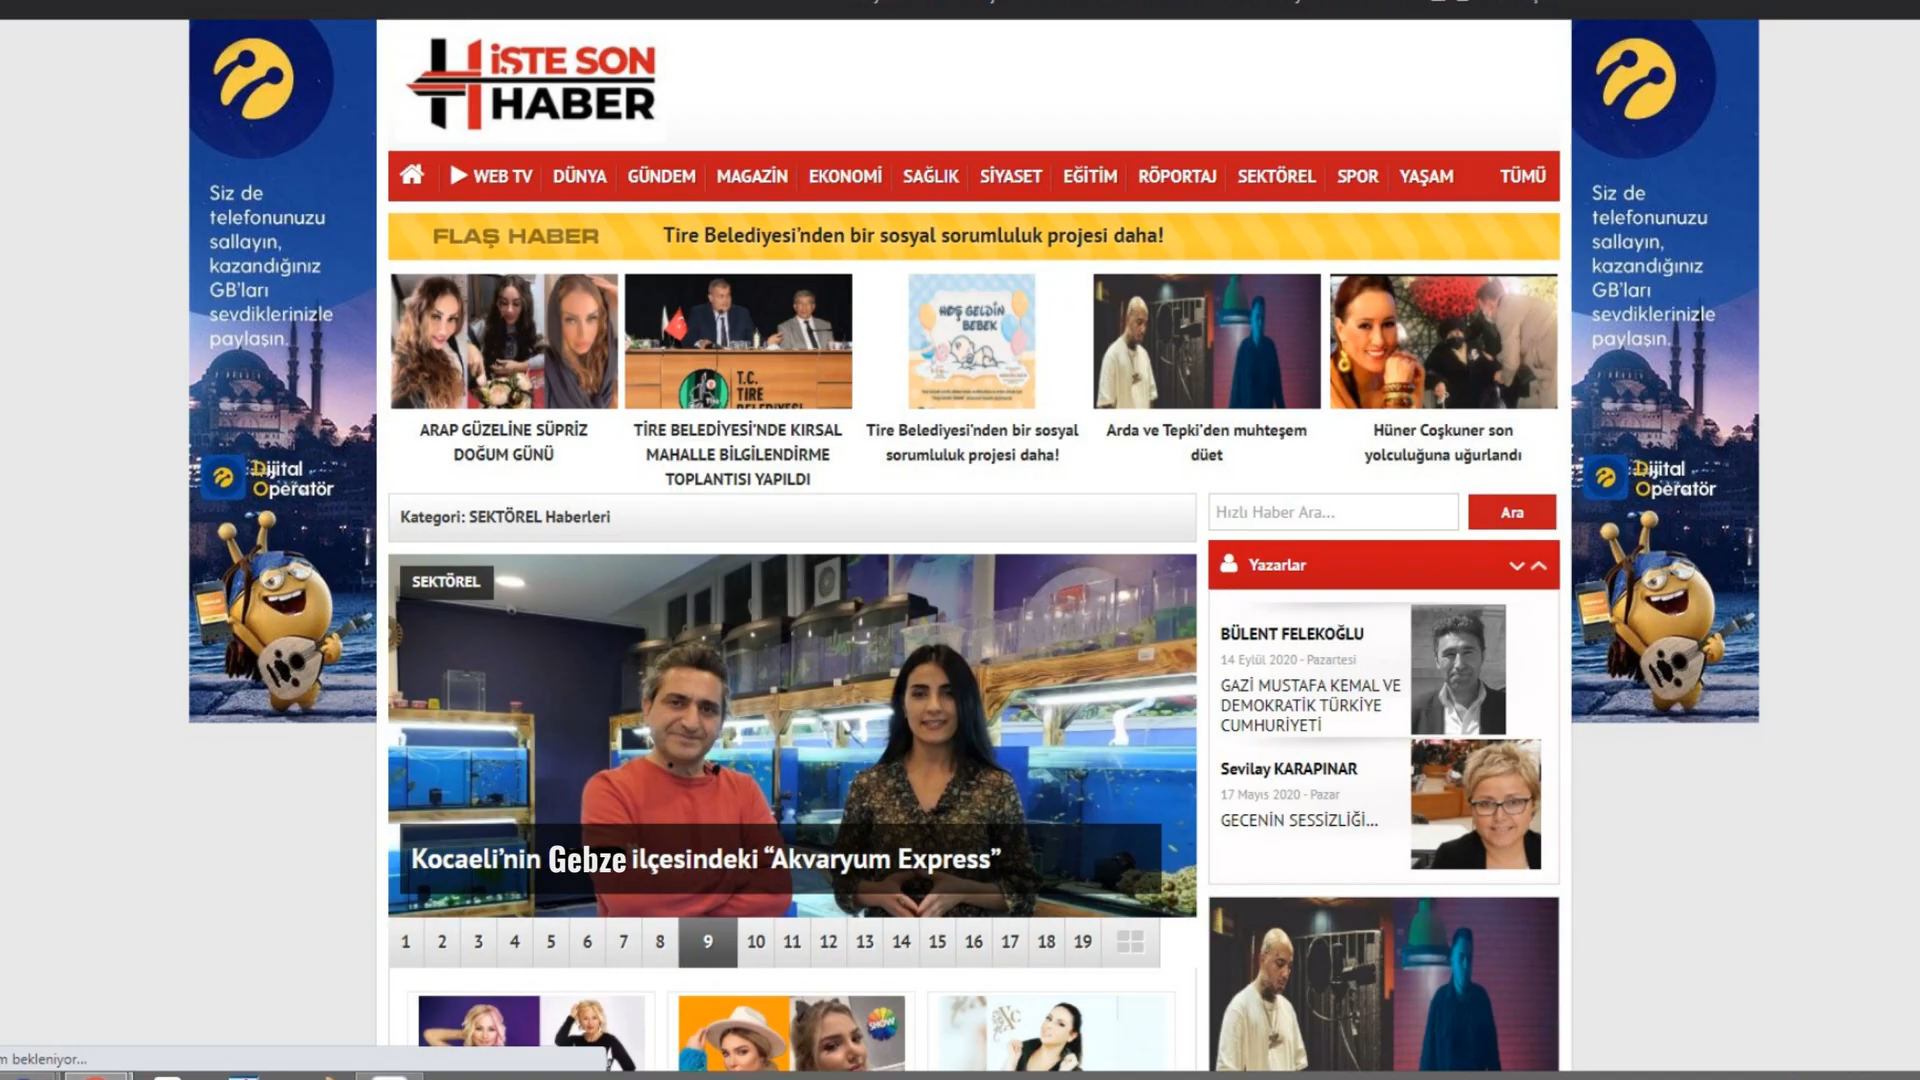 İŞTE SON
HABER
WEB TV DÜNYA GÜNDEM MAGAZİN EKONOMİ SAĞLIK SİYASET EĞİTİM RÖPORTAJ SEKTÖREL SPOR YAŞAM TÜMÜ
FLAŞ HABER Tire Belediyesi'nden bir sosyal sorumluluk projesi daha!
Siz de
telefonunuzu
sallayın,
kazandığınız
GB'ları
sevdiklerinizle
paylaşın.
Dijital
Operatör
T.C.
TİRE
HOŞ GELDİN
BEBEK
ARAP GÜZELİNE SÜPRİZ
DOĞUM GÜNÜ
TİRE BELEDİYESİ'NDE KIRSAL
MAHALLE BİLGİLENDİRME
TOPLANTISI YAPILDI
Tire Belediyesi'nden bir sosyal
sorumluluk projesi daha!
Arda ve Tepki'den muhteşem
düet
Hüner Coşkuner son
yolculuğuna uğurlandı
Kategori: SEKTÖREL Haberleri
SEKTÖREL
Kocaeli'nin Gebze ilçesindeki “Akvaryum Express”
1 2 3 4 5 6 7 8 9 10 11 12 13 14 15 16 17 18 19
SHOW
Hızlı Haber Ara... Ara
Yazarlar
BÜLENT FELEKOĞLU
14 Eylül 2020 - Pazartesi
GAZİ MUSTAFA KEMAL VE
DEMOKRATİK TÜRKİYE
CUMHURİYETİ
Sevilay KARAPINAR
17 Mayıs 2020 - Pazar
GECENİN SESSİZLİĞİ...
Siz de
telefonunuzu
sallayın,
kazandığınız
GB'ları
sevdiklerinizle
paylaşın.
Dijital
Operatör
bekleniyor...